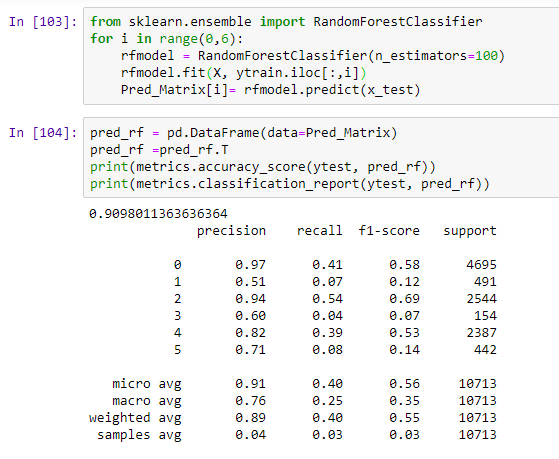 In [103]: from sklearn.ensemble import RandomForestClassifier
for i in range(0,6):
    rfmodel = RandomForestClassifier(n_estimators=100)
    rfmodel.fit(X, ytrain.iloc[:,i])
    Pred_Matrix[i]= rfmodel.predict(x_test)
In [104]: pred_rf = pd.DataFrame(data=Pred_Matrix)
pred_rf =pred_rf.T
print(metrics.accuracy_score(ytest, pred_rf))
print(metrics.classification_report(ytest, pred_rf))
0.9098011363636364
precision recall f1-score support
0 0.97 0.41 0.58 4695
1 0.51 0.07 0.12 491
2 0.94 0.54 0.69 2544
3 0.60 0.04 0.07 154
4 0.82 0.39 0.53 2387
5 0.71 0.08 0.14 442
micro avg 0.91 0.40 0.56 10713
macro avg 0.76 0.25 0.35 10713
weighted avg 0.89 0.40 0.55 10713
samples avg 0.04 0.03 0.03 10713